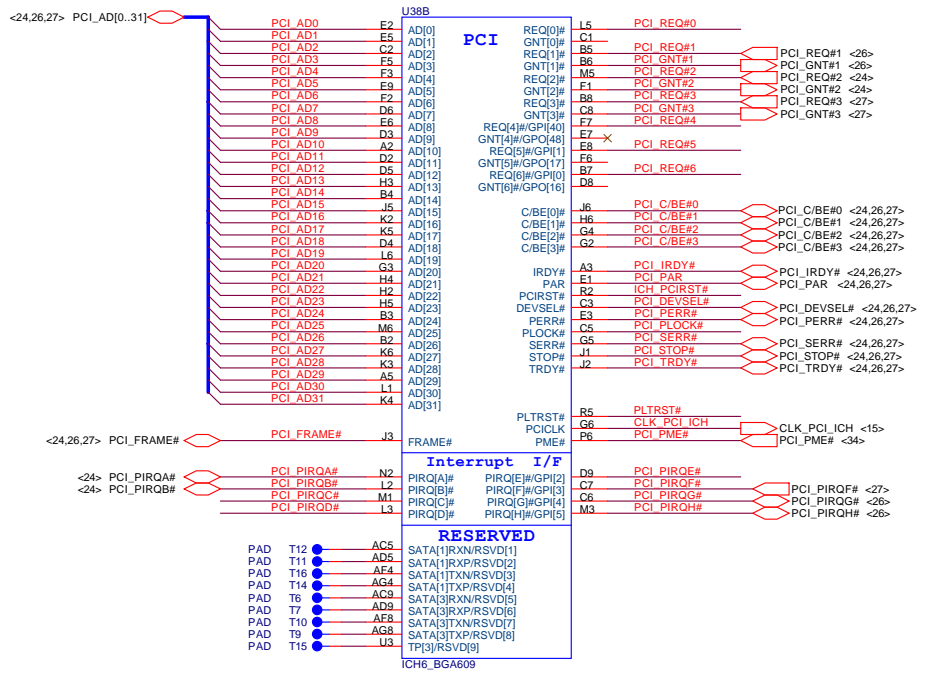 U38B
<24,26,27> PCI_AD[0..31]
PCI
PCI_AD0 E2 AD[0] REQ[0]# L5 PCI_REQ#0
PCI_AD1 E5 AD[1] GNT[0]# C1
PCI_AD2 C2 AD[2] REQ[1]# B5 PCI_REQ#1 PCI_REQ#1 <26>
PCI_AD3 F5 AD[3] GNT[1]# B6 PCI_GNT#1 PCI_GNT#1 <26>
PCI_AD4 F3 AD[4] REQ[2]# M5 PCI_REQ#2 PCI_REQ#2 <24>
PCI_AD5 E9 AD[5] GNT[2]# F1 PCI_GNT#2 PCI_GNT#2 <24>
PCI_AD6 F2 AD[6] REQ[3]# B8 PCI_REQ#3 PCI_REQ#3 <27>
PCI_AD7 D6 AD[7] GNT[3]# C8 PCI_GNT#3 PCI_GNT#3 <27>
PCI_AD8 E6 AD[8] REQ[4]#/GPI[40] F7 PCI_REQ#4
PCI_AD9 D3 AD[9] GNT[4]#/GPO[48] E7
PCI_AD10 A2 AD[10] REQ[5]#/GPI[1] E8 PCI_REQ#5
PCI_AD11 D2 AD[11] GNT[5]#/GPO[17] F6
PCI_AD12 D5 AD[12] REQ[6]#/GPI[0] B7 PCI_REQ#6
PCI_AD13 H3 AD[13] GNT[6]#/GPO[16] D8
PCI_AD14 B4 AD[14]
PCI_AD15 J5 AD[15] C/BE[0]# J6 PCI_C/BE#0 PCI_C/BE#0 <24,26,27>
PCI_AD16 K2 AD[16] C/BE[1]# H6 PCI_C/BE#1 PCI_C/BE#1 <24,26,27>
PCI_AD17 K5 AD[17] C/BE[2]# G4 PCI_C/BE#2 PCI_C/BE#2 <24,26,27>
PCI_AD18 D4 AD[18] C/BE[3]# G2 PCI_C/BE#3 PCI_C/BE#3 <24,26,27>
PCI_AD19 L6 AD[19]
PCI_AD20 G3 AD[20] IRDY# A3 PCI_IRDY# PCI_IRDY# <24,26,27>
PCI_AD21 H4 AD[21] PAR E1 PCI_PAR PCI_PAR <24,26,27>
PCI_AD22 H2 AD[22] PCIRST# R2 ICH_PCIRST#
PCI_AD23 H5 AD[23] DEVSEL# C3 PCI_DEVSEL# PCI_DEVSEL# <24,26,27>
PCI_AD24 B3 AD[24] PERR# E3 PCI_PERR# PCI_PERR# <24,26,27>
PCI_AD25 M6 AD[25] PLOCK# C5 PCI_PLOCK#
PCI_AD26 B2 AD[26] SERR# G5 PCI_SERR# PCI_SERR# <24,26,27>
PCI_AD27 K6 AD[27] STOP# J1 PCI_STOP# PCI_STOP# <24,26,27>
PCI_AD28 K3 AD[28] TRDY# J2 PCI_TRDY# PCI_TRDY# <24,26,27>
PCI_AD29 A5 AD[29]
PCI_AD30 L1 AD[30]
PCI_AD31 K4 AD[31]
PLTRST# R5 PLTRST#
PCICLK G6 CLK_PCI_ICH CLK_PCI_ICH <15>
<24,26,27> PCI_FRAME# PCI_FRAME# J3 FRAME# PME# P6 PCI_PME# PCI_PME# <34>
Interrupt I/F
<24> PCI_PIRQA# PCI_PIRQA# N2 PIRQ[A]# PIRQ[E]#/GPI[2] D9 PCI_PIRQE#
<24> PCI_PIRQB# PCI_PIRQB# L2 PIRQ[B]# PIRQ[F]#/GPI[3] C7 PCI_PIRQF# PCI_PIRQF# <27>
PCI_PIRQC# M1 PIRQ[C]# PIRQ[G]#/GPI[4] C6 PCI_PIRQG# PCI_PIRQG# <26>
PCI_PIRQD# L3 PIRQ[D]# PIRQ[H]#/GPI[5] M3 PCI_PIRQH# PCI_PIRQH# <26>
RESERVED
PAD T12 AC5 SATA[1]RXN/RSVD[1]
PAD T11 AD5 SATA[1]RXP/RSVD[2]
PAD T16 AF4 SATA[1]TXN/RSVD[3]
PAD T14 AG4 SATA[1]TXP/RSVD[4]
PAD T6 AC9 SATA[3]RXN/RSVD[5]
PAD T7 AD9 SATA[3]RXP/RSVD[6]
PAD T10 AF8 SATA[3]TXN/RSVD[7]
PAD T9 AG8 SATA[3]TXP/RSVD[8]
PAD T15 U3 TP[3]/RSVD[9]
ICH6_BGA609